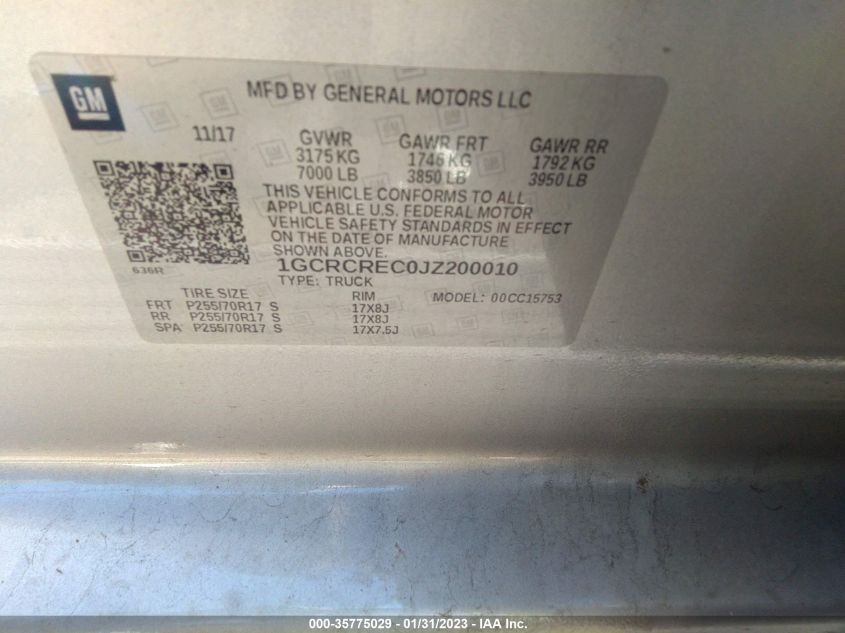 GM
MFD BY GENERAL MOTORS LLC
11/17 GVWR GAWR FRT GAWR RR
3175 KG 1746 KG 1792 KG
7000 LB 3850 LB 3950 LB
THIS VEHICLE CONFORMS TO ALL
APPLICABLE U.S. FEDERAL MOTOR
VEHICLE SAFETY STANDARDS IN EFFECT
ON THE DATE OF MANUFACTURE
SHOWN ABOVE.
636R 1GCRCREC0JZ200010
TYPE: TRUCK
TIRE SIZE RIM MODEL: 00CC15753
FRT P255/70R17 S 17X8J
RR P255/70R17 S 17X8J
SPA P255/70R17 S 17X7.5J
000-35775029 - 01/31/2023 - IAA Inc.